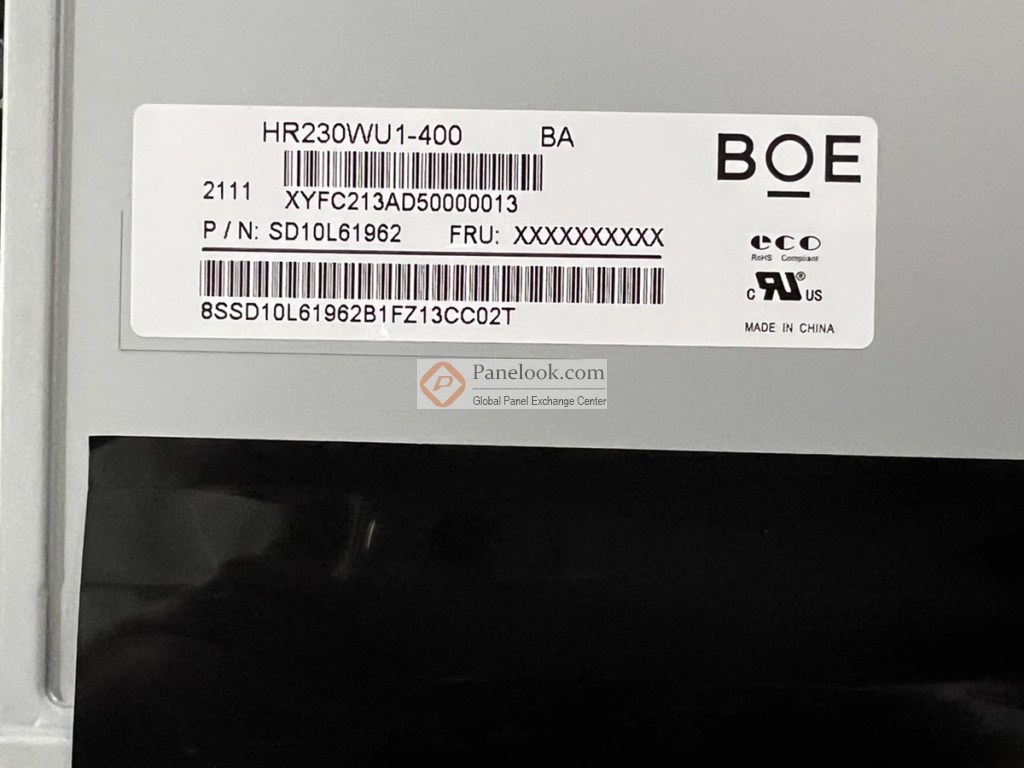 HR230WU1-400 BA
BOE
2111 XYFC213AD50000013
P / N: SD10L61962 FRU: XXXXXXXXXX
eco
RoHS Compliant
8SSD10L61962B1FZ13CC02T
C RU® US
MADE IN CHINA
Panelook.com
Global Panel Exchange Center